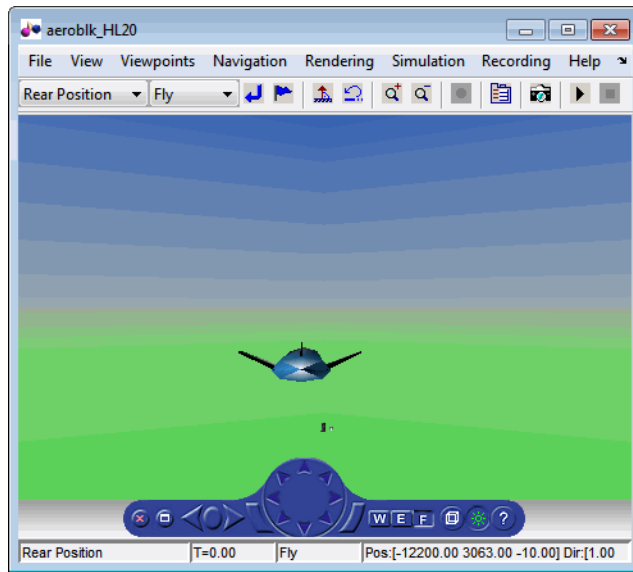 aeroblk_HL20
File View Viewpoints Navigation Rendering Simulation Recording Help
Rear Position Fly
W E F ?
Rear Position T=0.00 Fly Pos:[-12200.00 3063.00 -10.00] Dir:[1.00